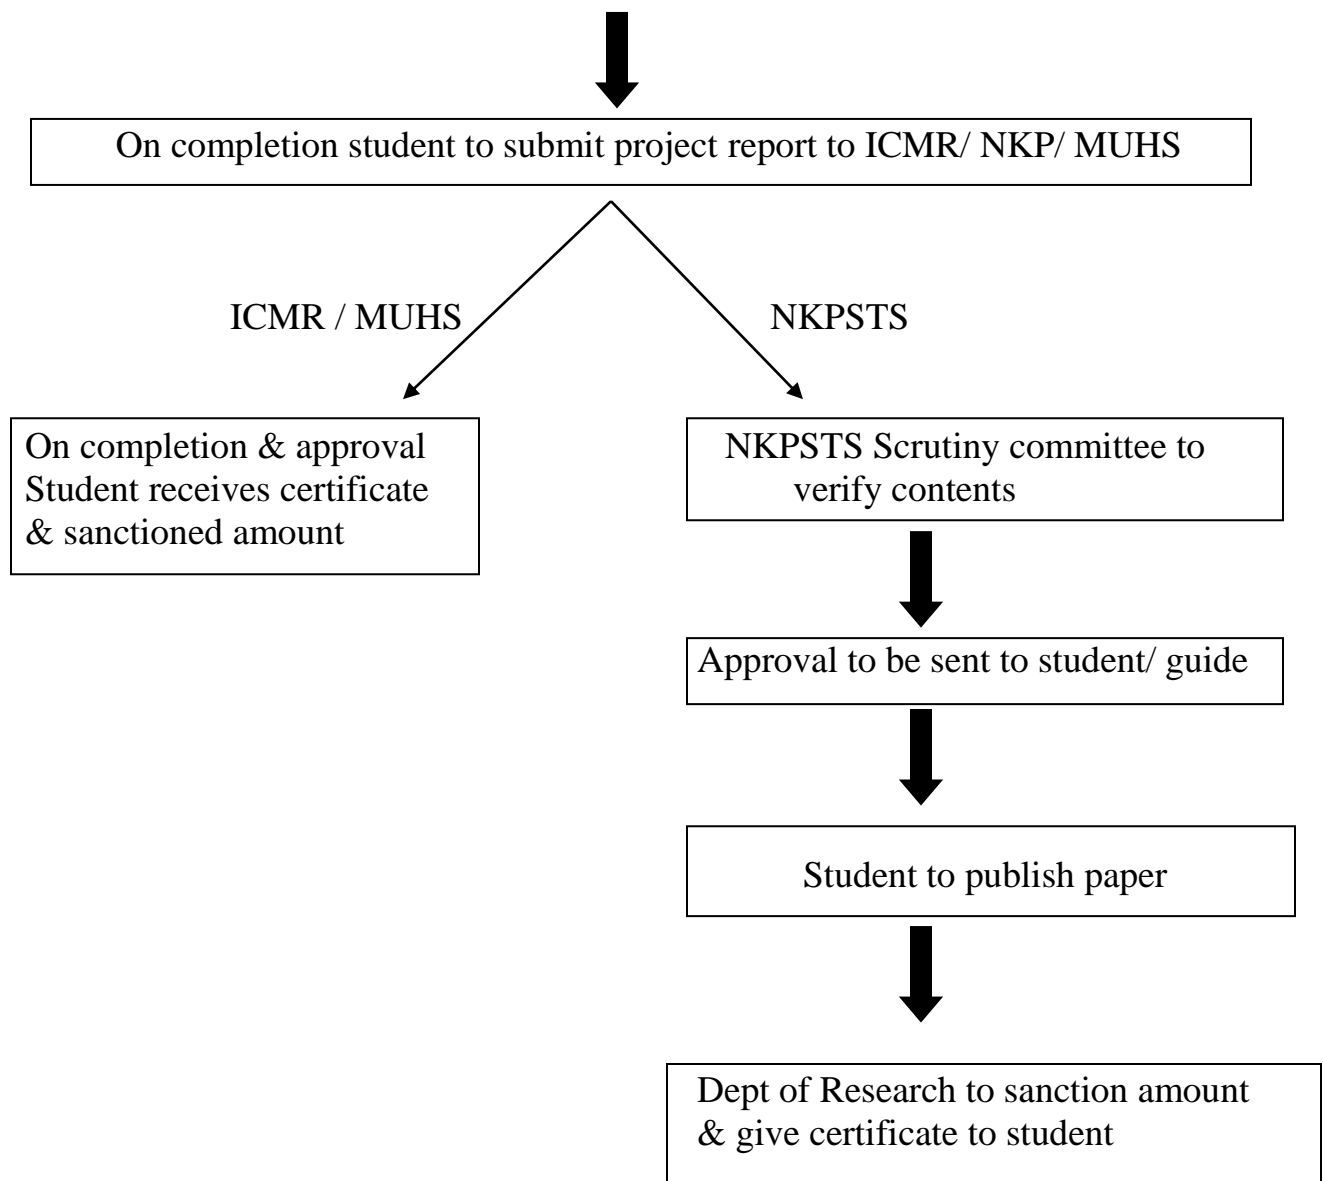 On completion student to submit project report to ICMR/ NKP/ MUHS
ICMR / MUHS
NKPSTS
On completion & approval
Student receives certificate
& sanctioned amount
NKPSTS Scrutiny committee to
verify contents
Approval to be sent to student/ guide
Student to publish paper
Dept of Research to sanction amount
& give certificate to student